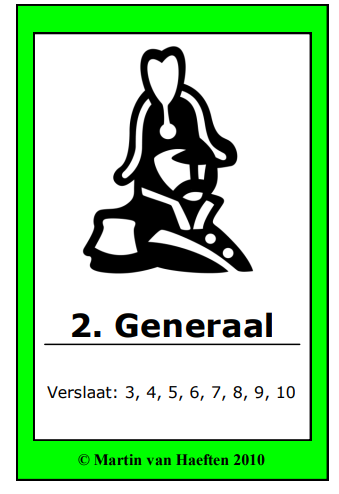 2. Generaal
Verslaat: 3, 4, 5, 6, 7, 8, 9, 10
© Martin van Haeften 2010